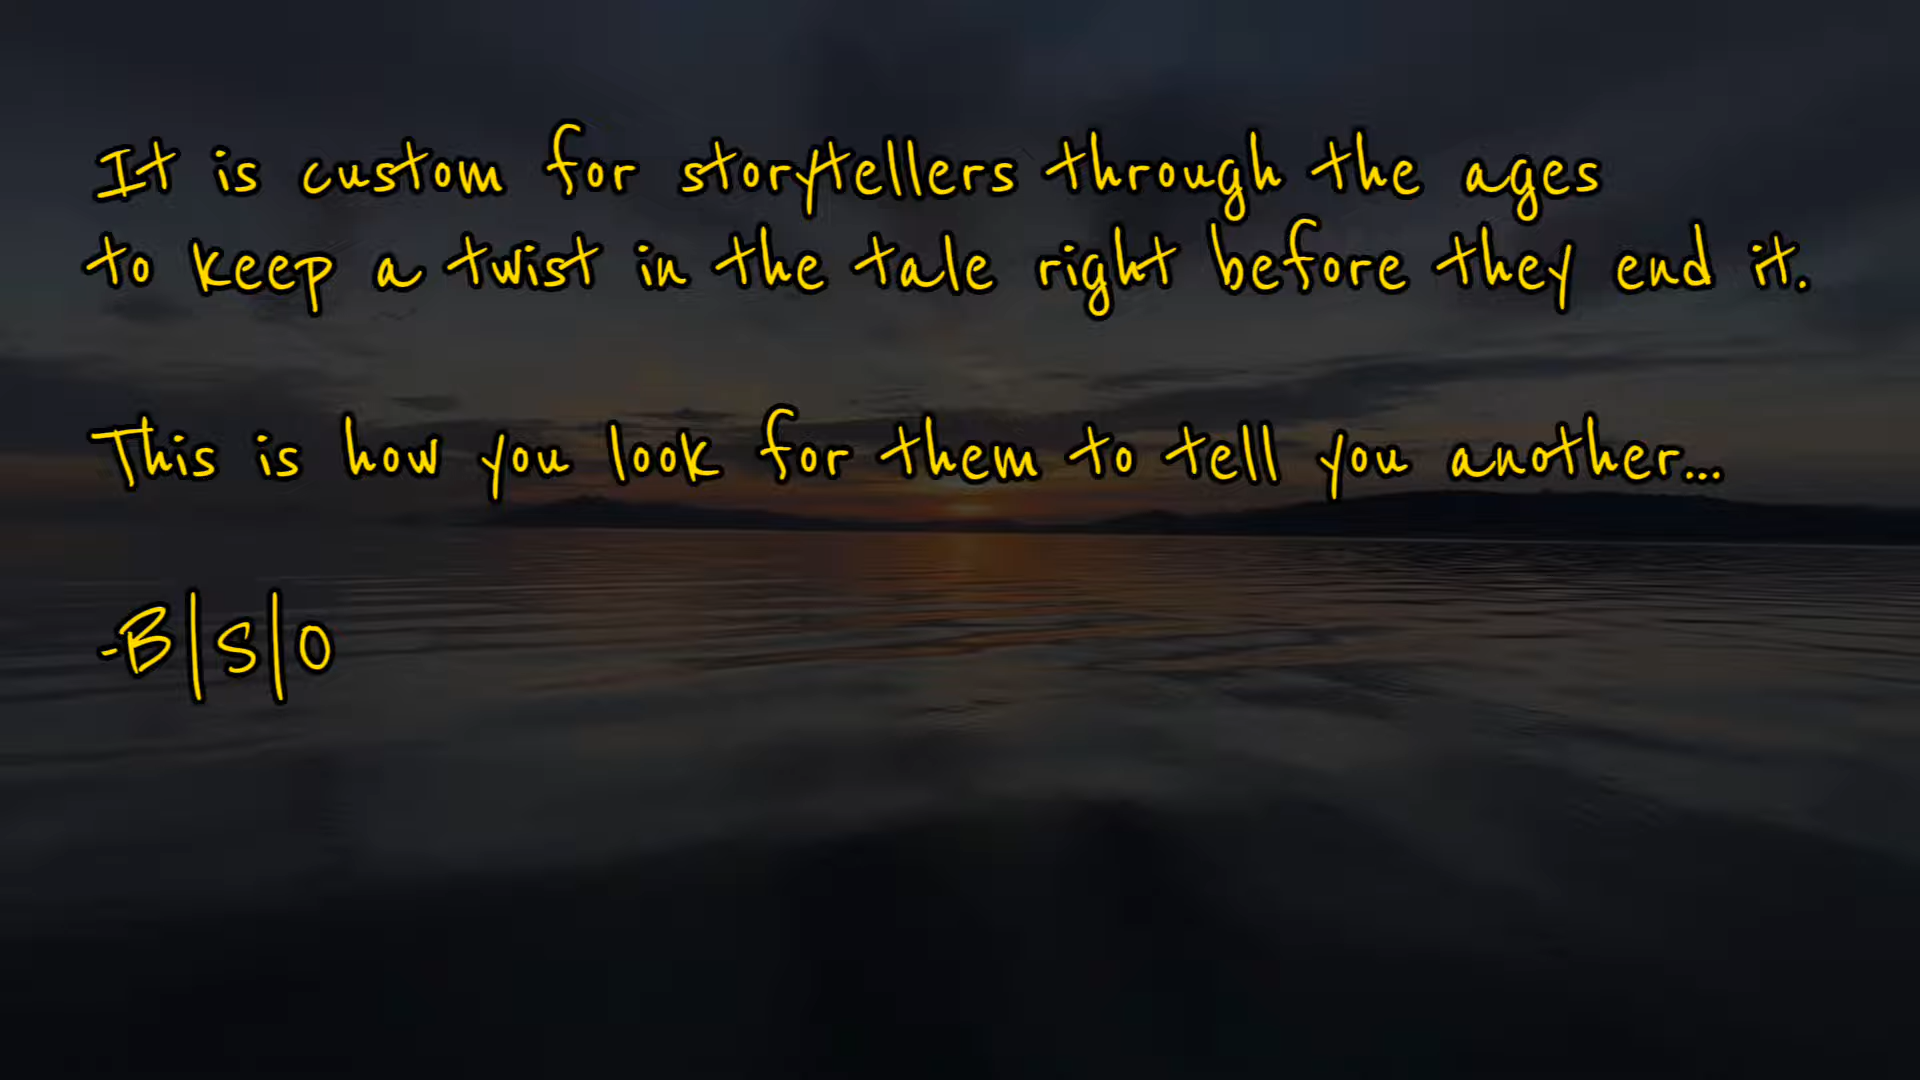 It is custom for storytellers through the ages
to keep a twist in the tale right before they end it.
This is how you look for them to tell you another...
-B|S|O